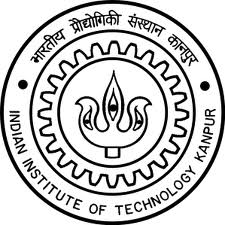 भारतीय प्रौद्योगिकी संस्थान कानपुर
INDIAN INSTITUTE OF TECHNOLOGY KANPUR